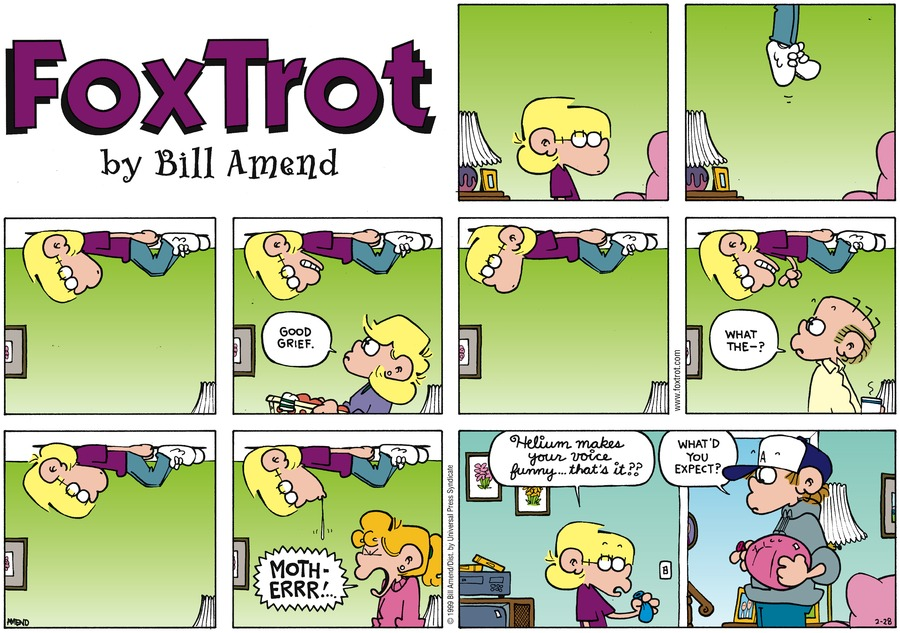 FoxTrot
by Bill Amend
GOOD
GRIEF.
www.foxtrot.com
WHAT
THE–?
AMEND
MOTH-
ERRR!..
© 1999 Bill Amend/Dist. by Universal Press Syndicate
Helium makes
your voice
funny...that's it??
WHAT'D
YOU
EXPECT?
A
2-28